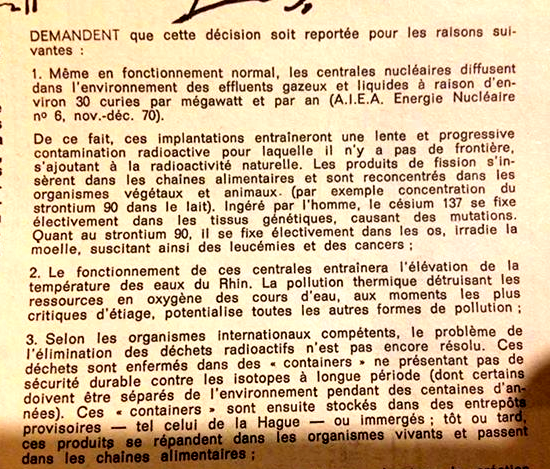 DEMANDENT que cette décision soit reportée pour les raisons sui-
vantes :
1. Même en fonctionnement normal, les centrales nucléaires diffusent
dans l'environnement des effluents gazeux et liquides à raison d'en-
viron 30 curies par mégawatt et par an (A.I.E.A. Energie Nucléaire
nº 6, nov.-déc. 70).
De ce fait, ces implantations entraîneront une lente et progressive
contamination radioactive pour laquelle il n'y a pas de frontière,
s'ajoutant à la radioactivité naturelle. Les produits de fission s'in-
sèrent dans les chaînes alimentaires et sont reconcentrés dans les
organismes végétaux et animaux. (par exemple concentration du
strontium 90 dans le lait). Ingéré par l'homme, le césium 137 se fixe
électivement dans les tissus génétiques, causant des mutations.
Quant au strontium 90, il se fixe électivement dans les os, irradie la
moelle, suscitant ainsi des leucémies et des cancers ;
2. Le fonctionnement de ces centrales entraînera l'élévation de la
température des eaux du Rhin. La pollution thermique détruisant les
ressources en oxygène des cours d'eau, aux moments les plus
critiques d'étiage, potentialise toutes les autres formes de pollution ;
3. Selon les organismes internationaux compétents, le problème de
l'élimination des déchets radioactifs n'est pas encore résolu. Ces
déchets sont enfermés dans des « containers » ne présentant pas de
sécurité durable contre les isotopes à longue période (dont certains
doivent être séparés de l'environnement pendant des centaines d'an-
nées). Ces « containers » sont ensuite stockés dans des entrepôts
provisoires — tel celui de la Hague — ou immergés ; tôt ou tard,
ces produits se répandent dans les organismes vivants et passent
dans les chaînes alimentaires ;